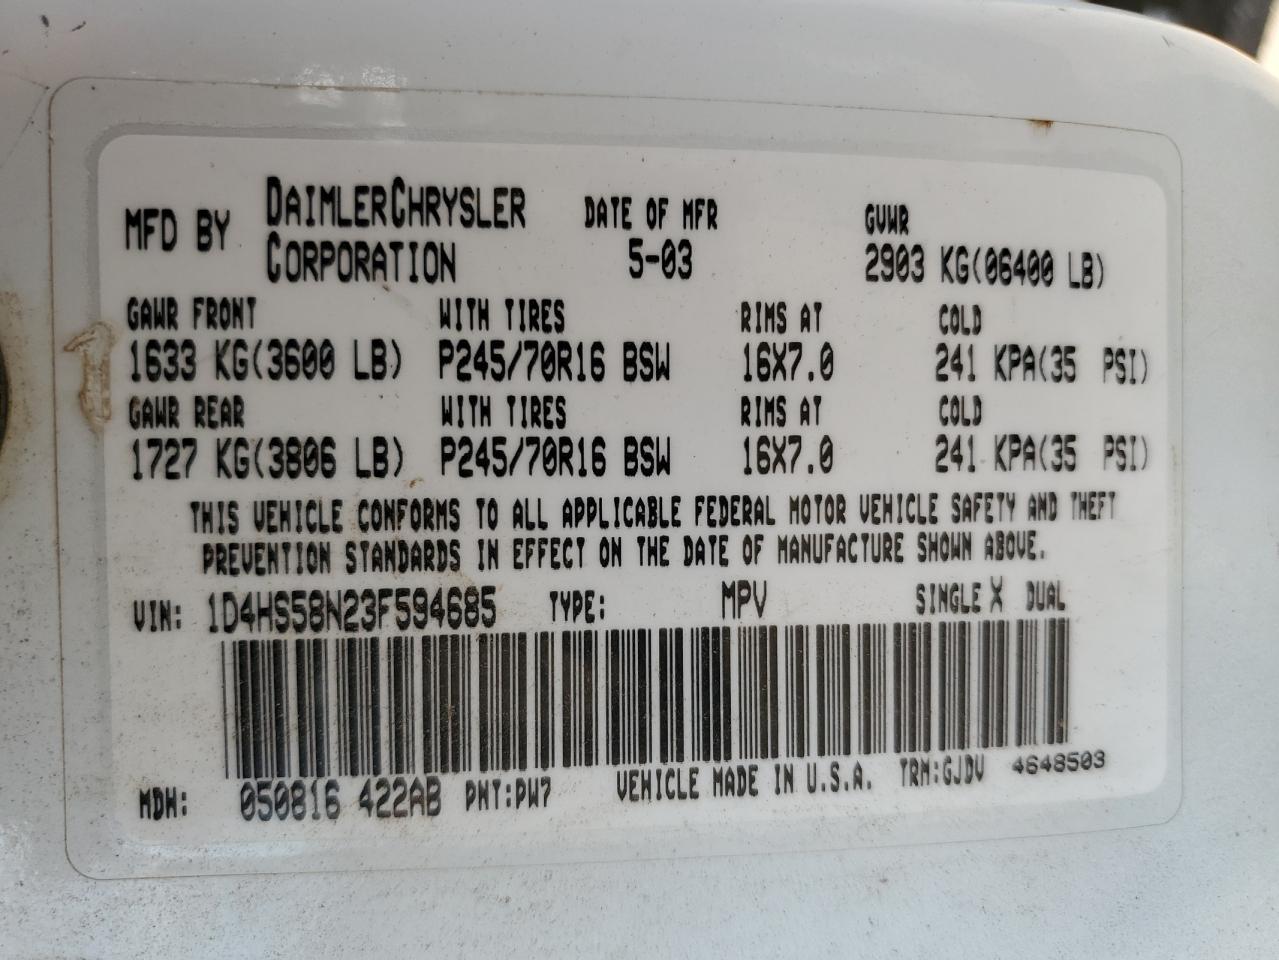 MFD BY DAIMLERCHRYSLER CORPORATION DATE OF MFR 5-03 GVWR 2903 KG(06400 LB)
GAWR FRONT WITH TIRES RIMS AT COLD
1633 KG(3600 LB) P245/70R16 BSW 16X7.0 241 KPA(35 PSI)
GAWR REAR WITH TIRES RIMS AT COLD
1727 KG(3806 LB) P245/70R16 BSW 16X7.0 241 KPA(35 PSI)
THIS VEHICLE CONFORMS TO ALL APPLICABLE FEDERAL MOTOR VEHICLE SAFETY AND THEFT
PREVENTION STANDARDS IN EFFECT ON THE DATE OF MANUFACTURE SHOWN ABOVE.
VIN: 1D4HS58N23F594685 TYPE: MPV SINGLE X DUAL
MDH: 050816 422AB PNT:PW7 VEHICLE MADE IN U.S.A. TRM:GJDV 4648503